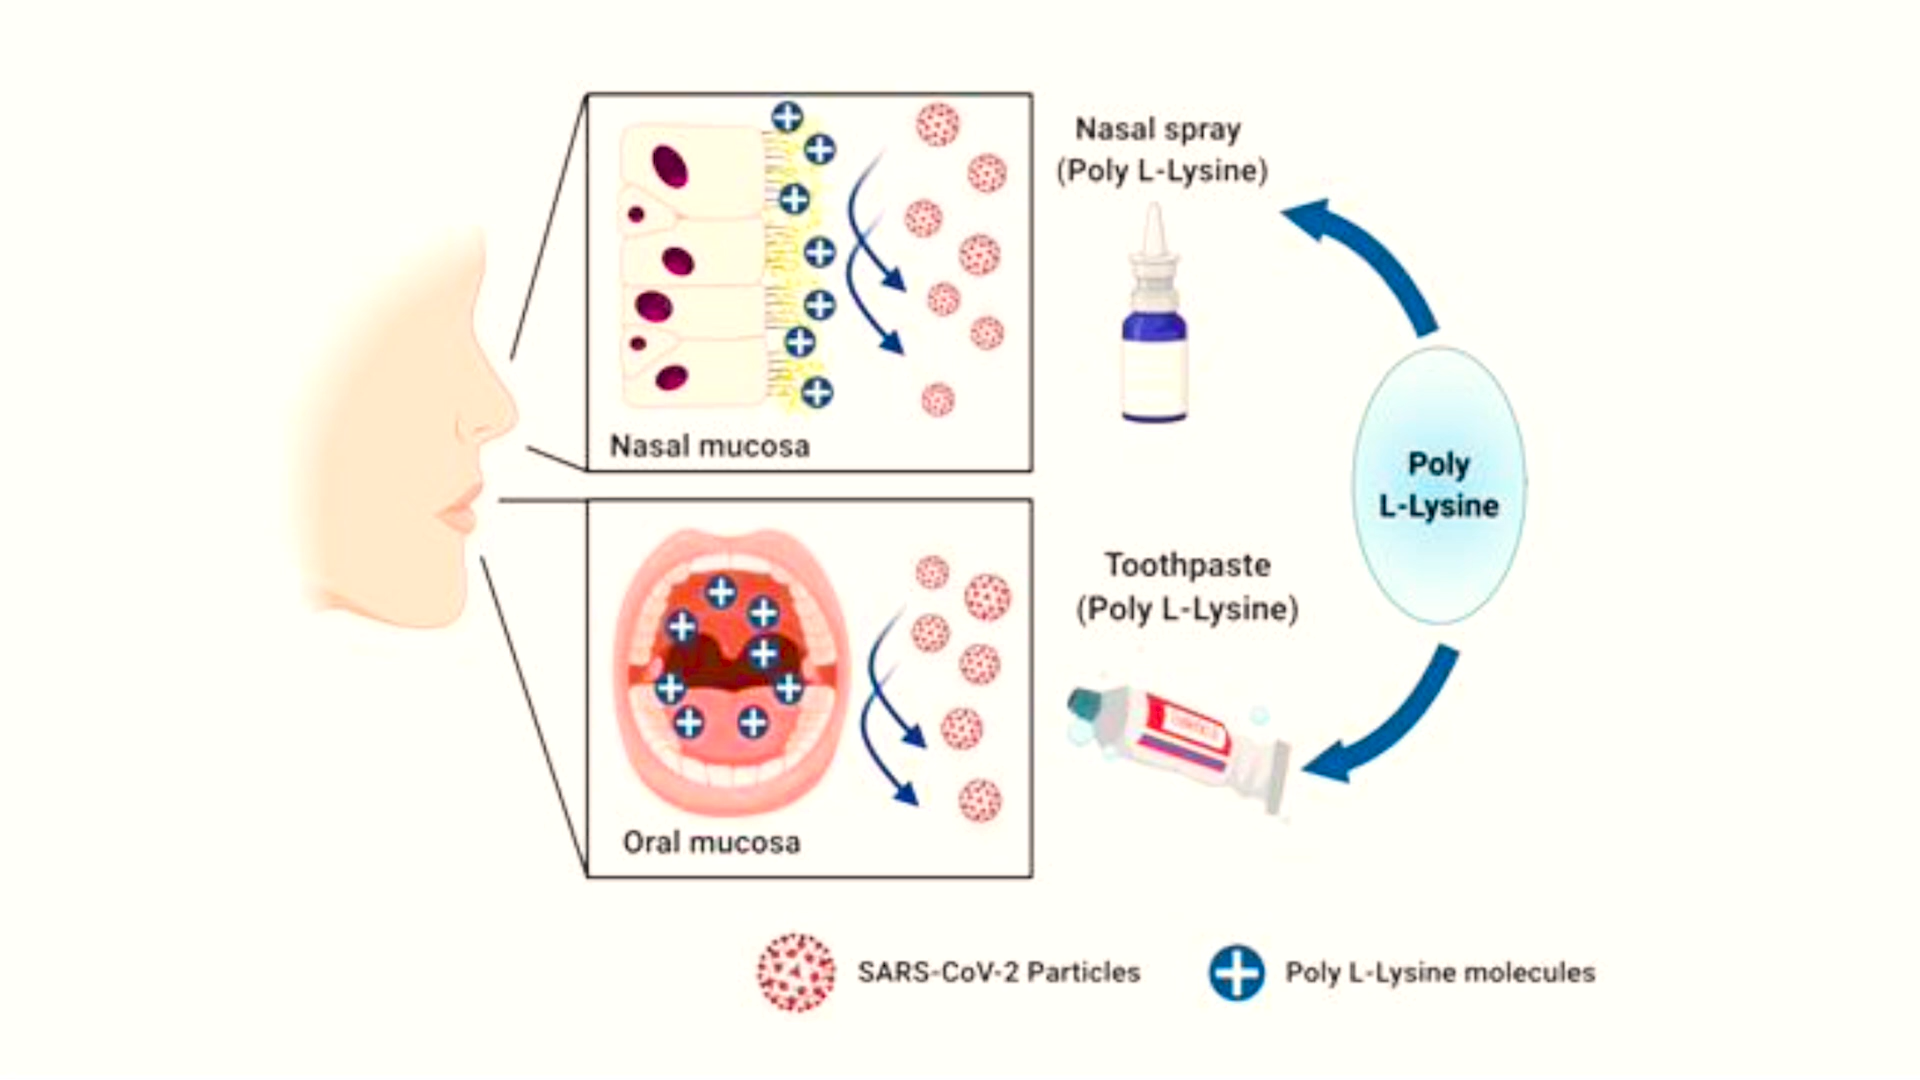 Nasal spray
(Poly L-Lysine)
Nasal mucosa
Poly
L-Lysine
Toothpaste
(Poly L-Lysine)
Oral mucosa
SARS-CoV-2 Particles
Poly L-Lysine molecules